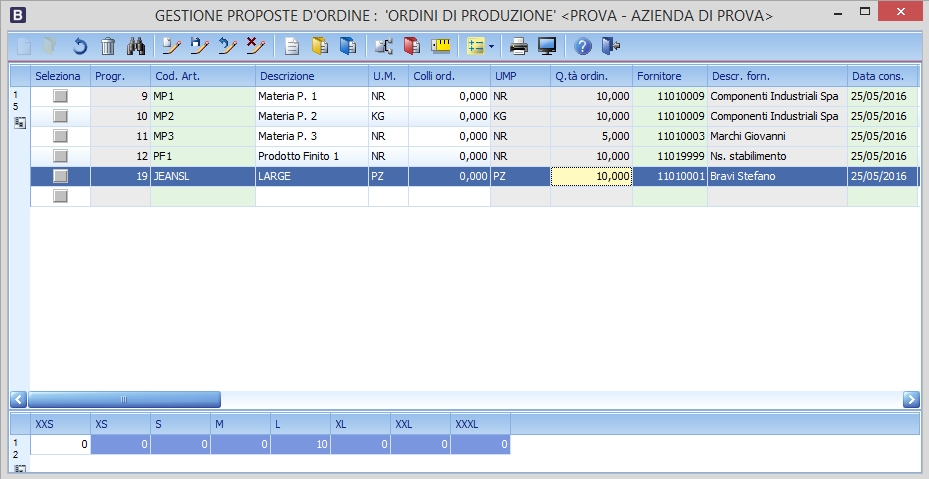 B GESTIONE PROPOSTE D'ORDINE : 'ORDINI DI PRODUZIONE' <PROVA - AZIENDA DI PROVA>
Seleziona Progr. Cod. Art. Descrizione U.M. Colli ord. UMP Q.tà ordin. Fornitore Descr. forn. Data cons.
1 9 MP1 Materia P. 1 NR 0,000 NR 10,000 11010009 Componenti Industriali Spa 25/05/2016
5 10 MP2 Materia P. 2 KG 0,000 KG 10,000 11010009 Componenti Industriali Spa 25/05/2016
11 MP3 Materia P. 3 NR 0,000 NR 5,000 11010003 Marchi Giovanni 25/05/2016
12 PF1 Prodotto Finito 1 NR 0,000 NR 10,000 11019999 Ns. stabilimento 25/05/2016
19 JEANSL LARGE PZ 0,000 PZ 10,000 11010001 Bravi Stefano 25/05/2016
XXS XS S M L XL XXL XXXL
1 0 0 0 0 10 0 0 0
2